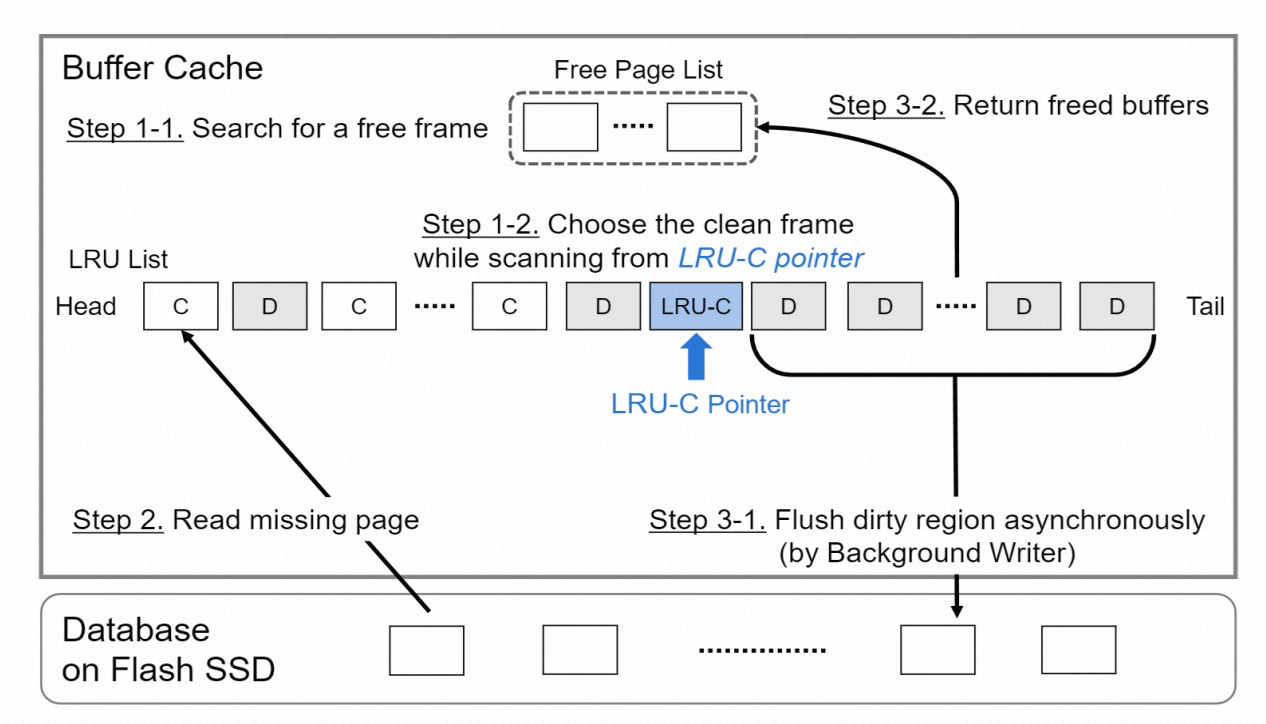 Buffer Cache
Free Page List
Step 1-1. Search for a free frame
.....
Step 3-2. Return freed buffers
Step 1-2. Choose the clean frame
while scanning from LRU-C pointer
LRU List
Head C D C ..... C D LRU-C D D ..... D D Tail
LRU-C Pointer
Step 2. Read missing page
Step 3-1. Flush dirty region asynchronously
(by Background Writer)
Database
on Flash SSD
...............